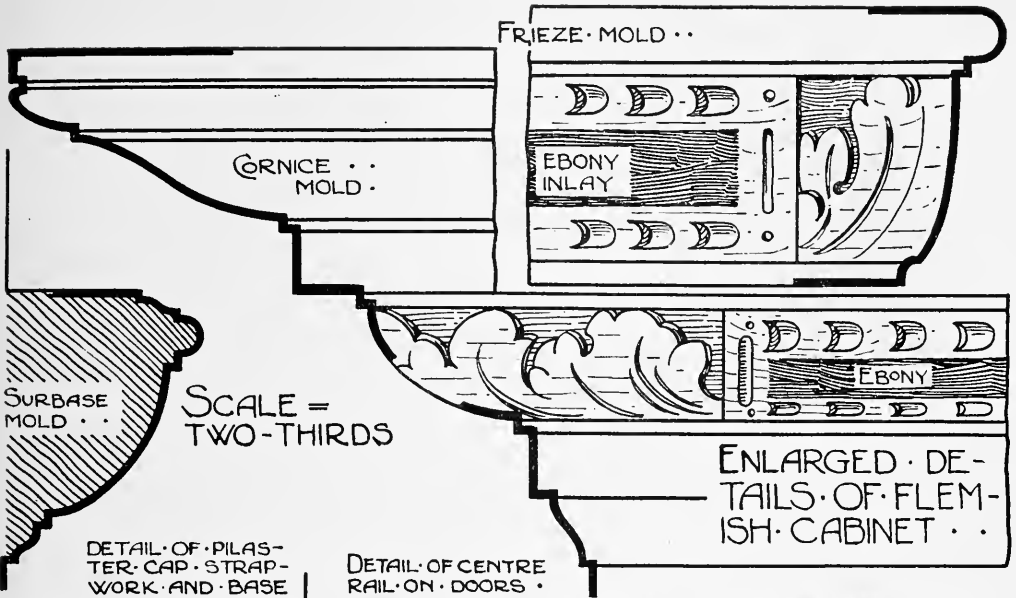 FRIEZE · MOLD · ·
CORNICE · ·
MOLD ·
EBONY
INLAY
EBONY
SURBASE
MOLD · ·
SCALE =
TWO-THIRDS
ENLARGED · DE-
TAILS · OF · FLEM-
ISH · CABINET · ·
DETAIL · OF · PILAS-
TER · CAP · STRAP-
WORK · AND · BASE
DETAIL · OF · CENTRE
RAIL · ON · DOORS ·